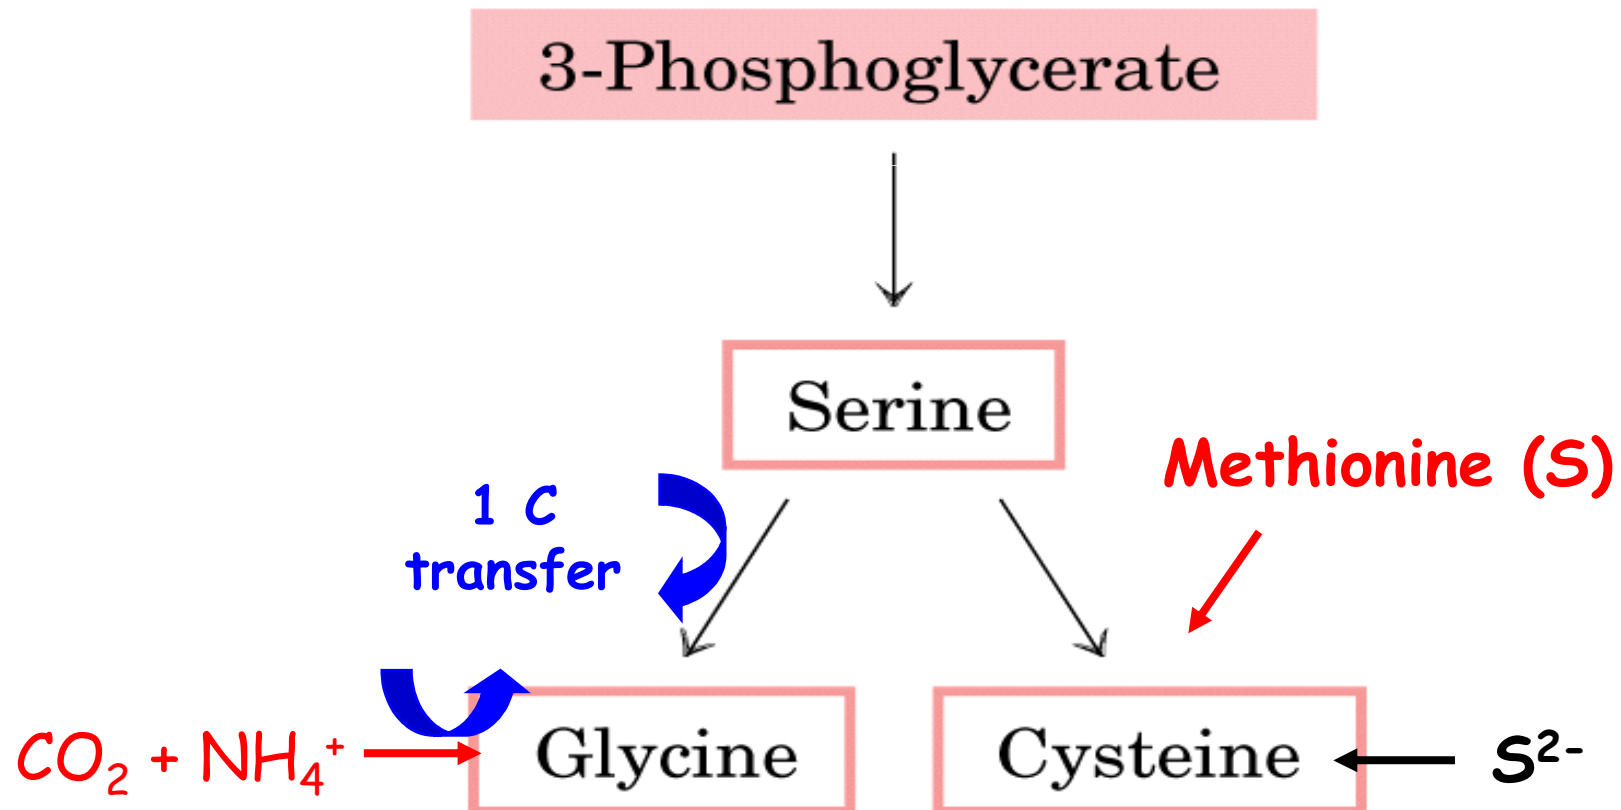 3-Phosphoglycerate
Serine
Methionine (S)
1 C
transfer
CO₂ + NH₄⁺
Glycine
Cysteine
S²⁻